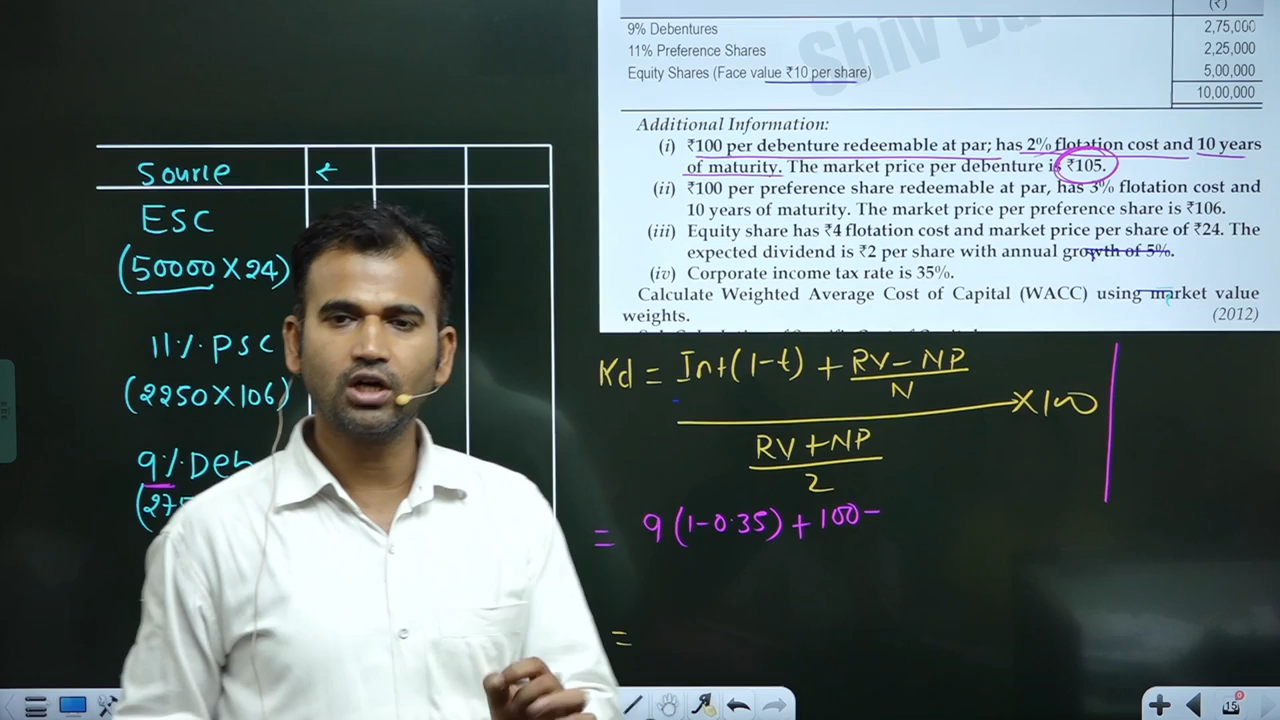 (₹)
9% Debentures 2,75,000
11% Preference Shares 2,25,000
Equity Shares (Face value ₹10 per share) 5,00,000
10,00,000
Additional Information:
(i) ₹100 per debenture redeemable at par; has 2% flotation cost and 10 years
of maturity. The market price per debenture is ₹105.
(ii) ₹100 per preference share redeemable at par, has 3% flotation cost and
10 years of maturity. The market price per preference share is ₹106.
(iii) Equity share has ₹4 flotation cost and market price per share of ₹24. The
expected dividend is ₹2 per share with annual growth of 5%.
(iv) Corporate income tax rate is 35%.
Calculate Weighted Average Cost of Capital (WACC) using market value
weights. (2012)
Shiv
Sourle
ESC
(50000 × 24)
11% PSC
(2250 × 106)
9% Deb
(275
Kd = Int(1-t) + RV - NP
N
× 100
RV + NP
2
= 9 (1-0.35) + 100 -
=
15